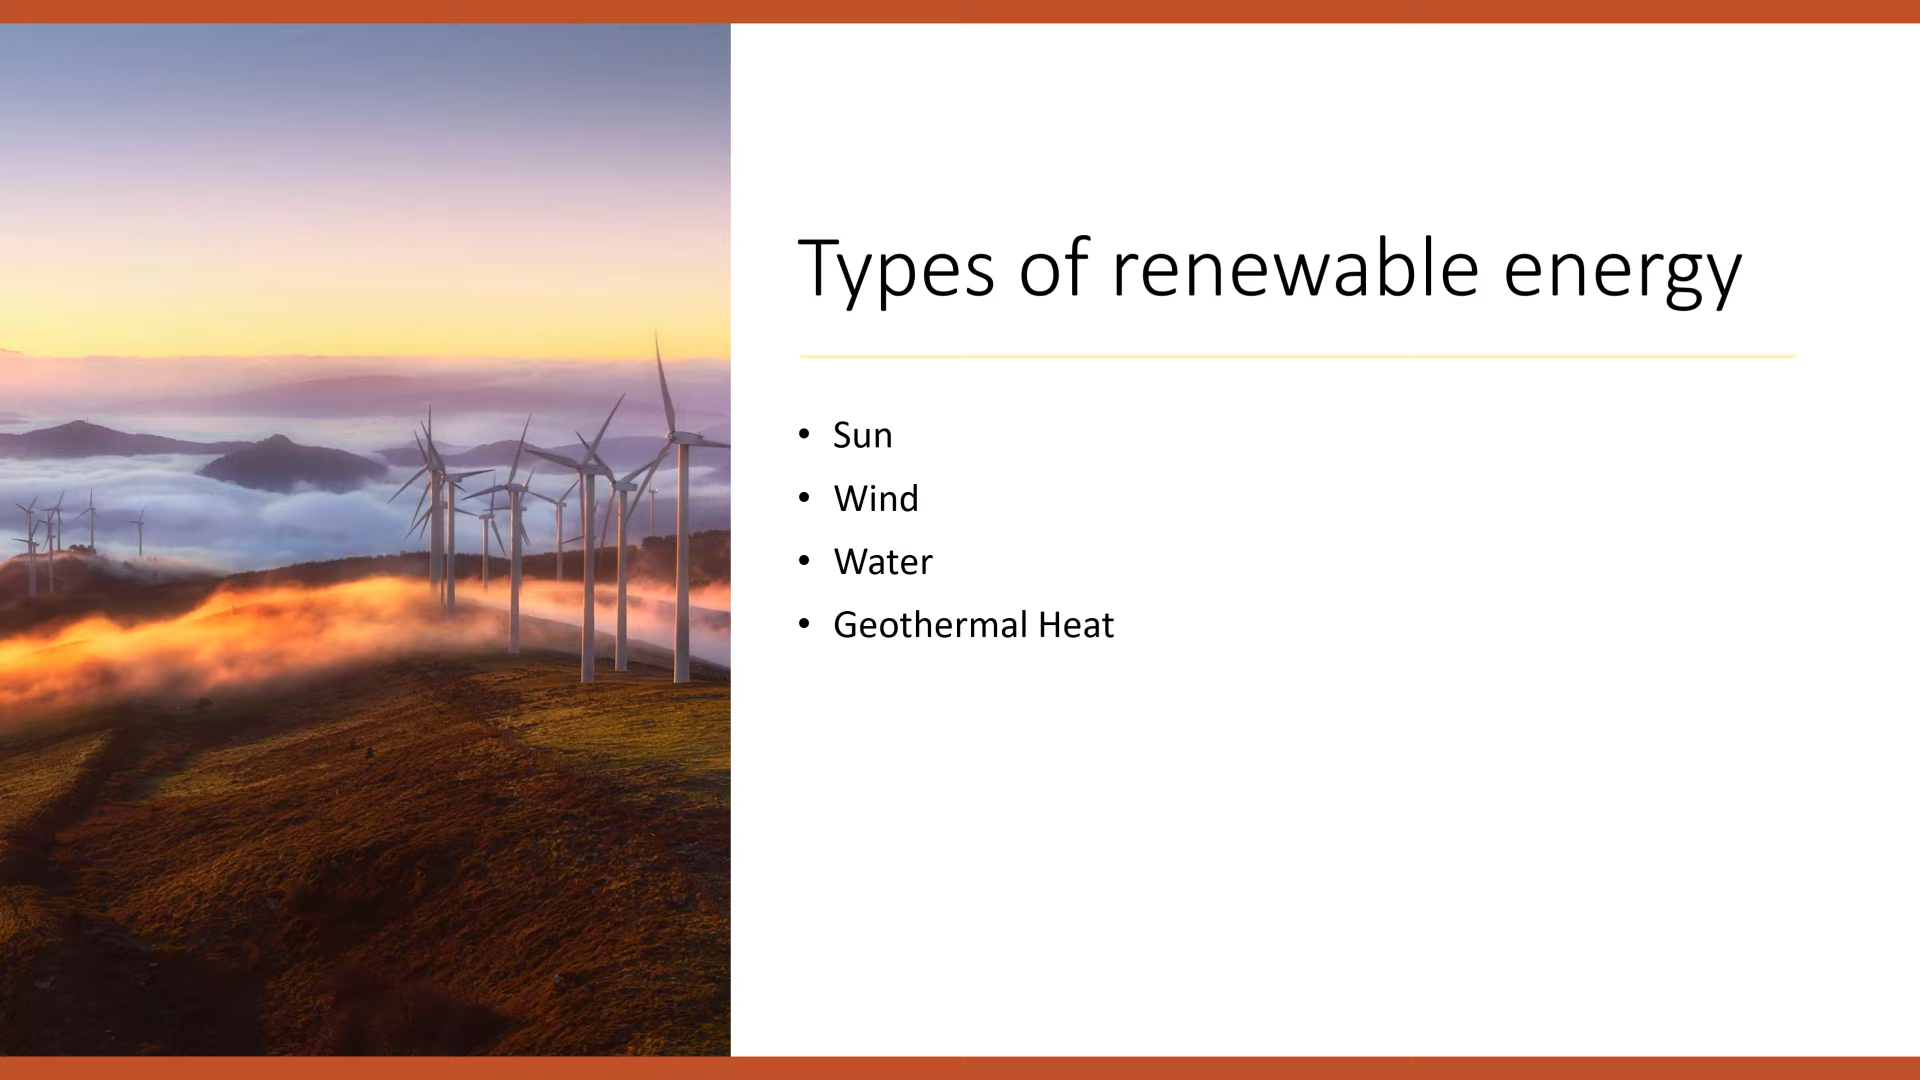 Types of renewable energy
• Sun
• Wind
• Water
• Geothermal Heat